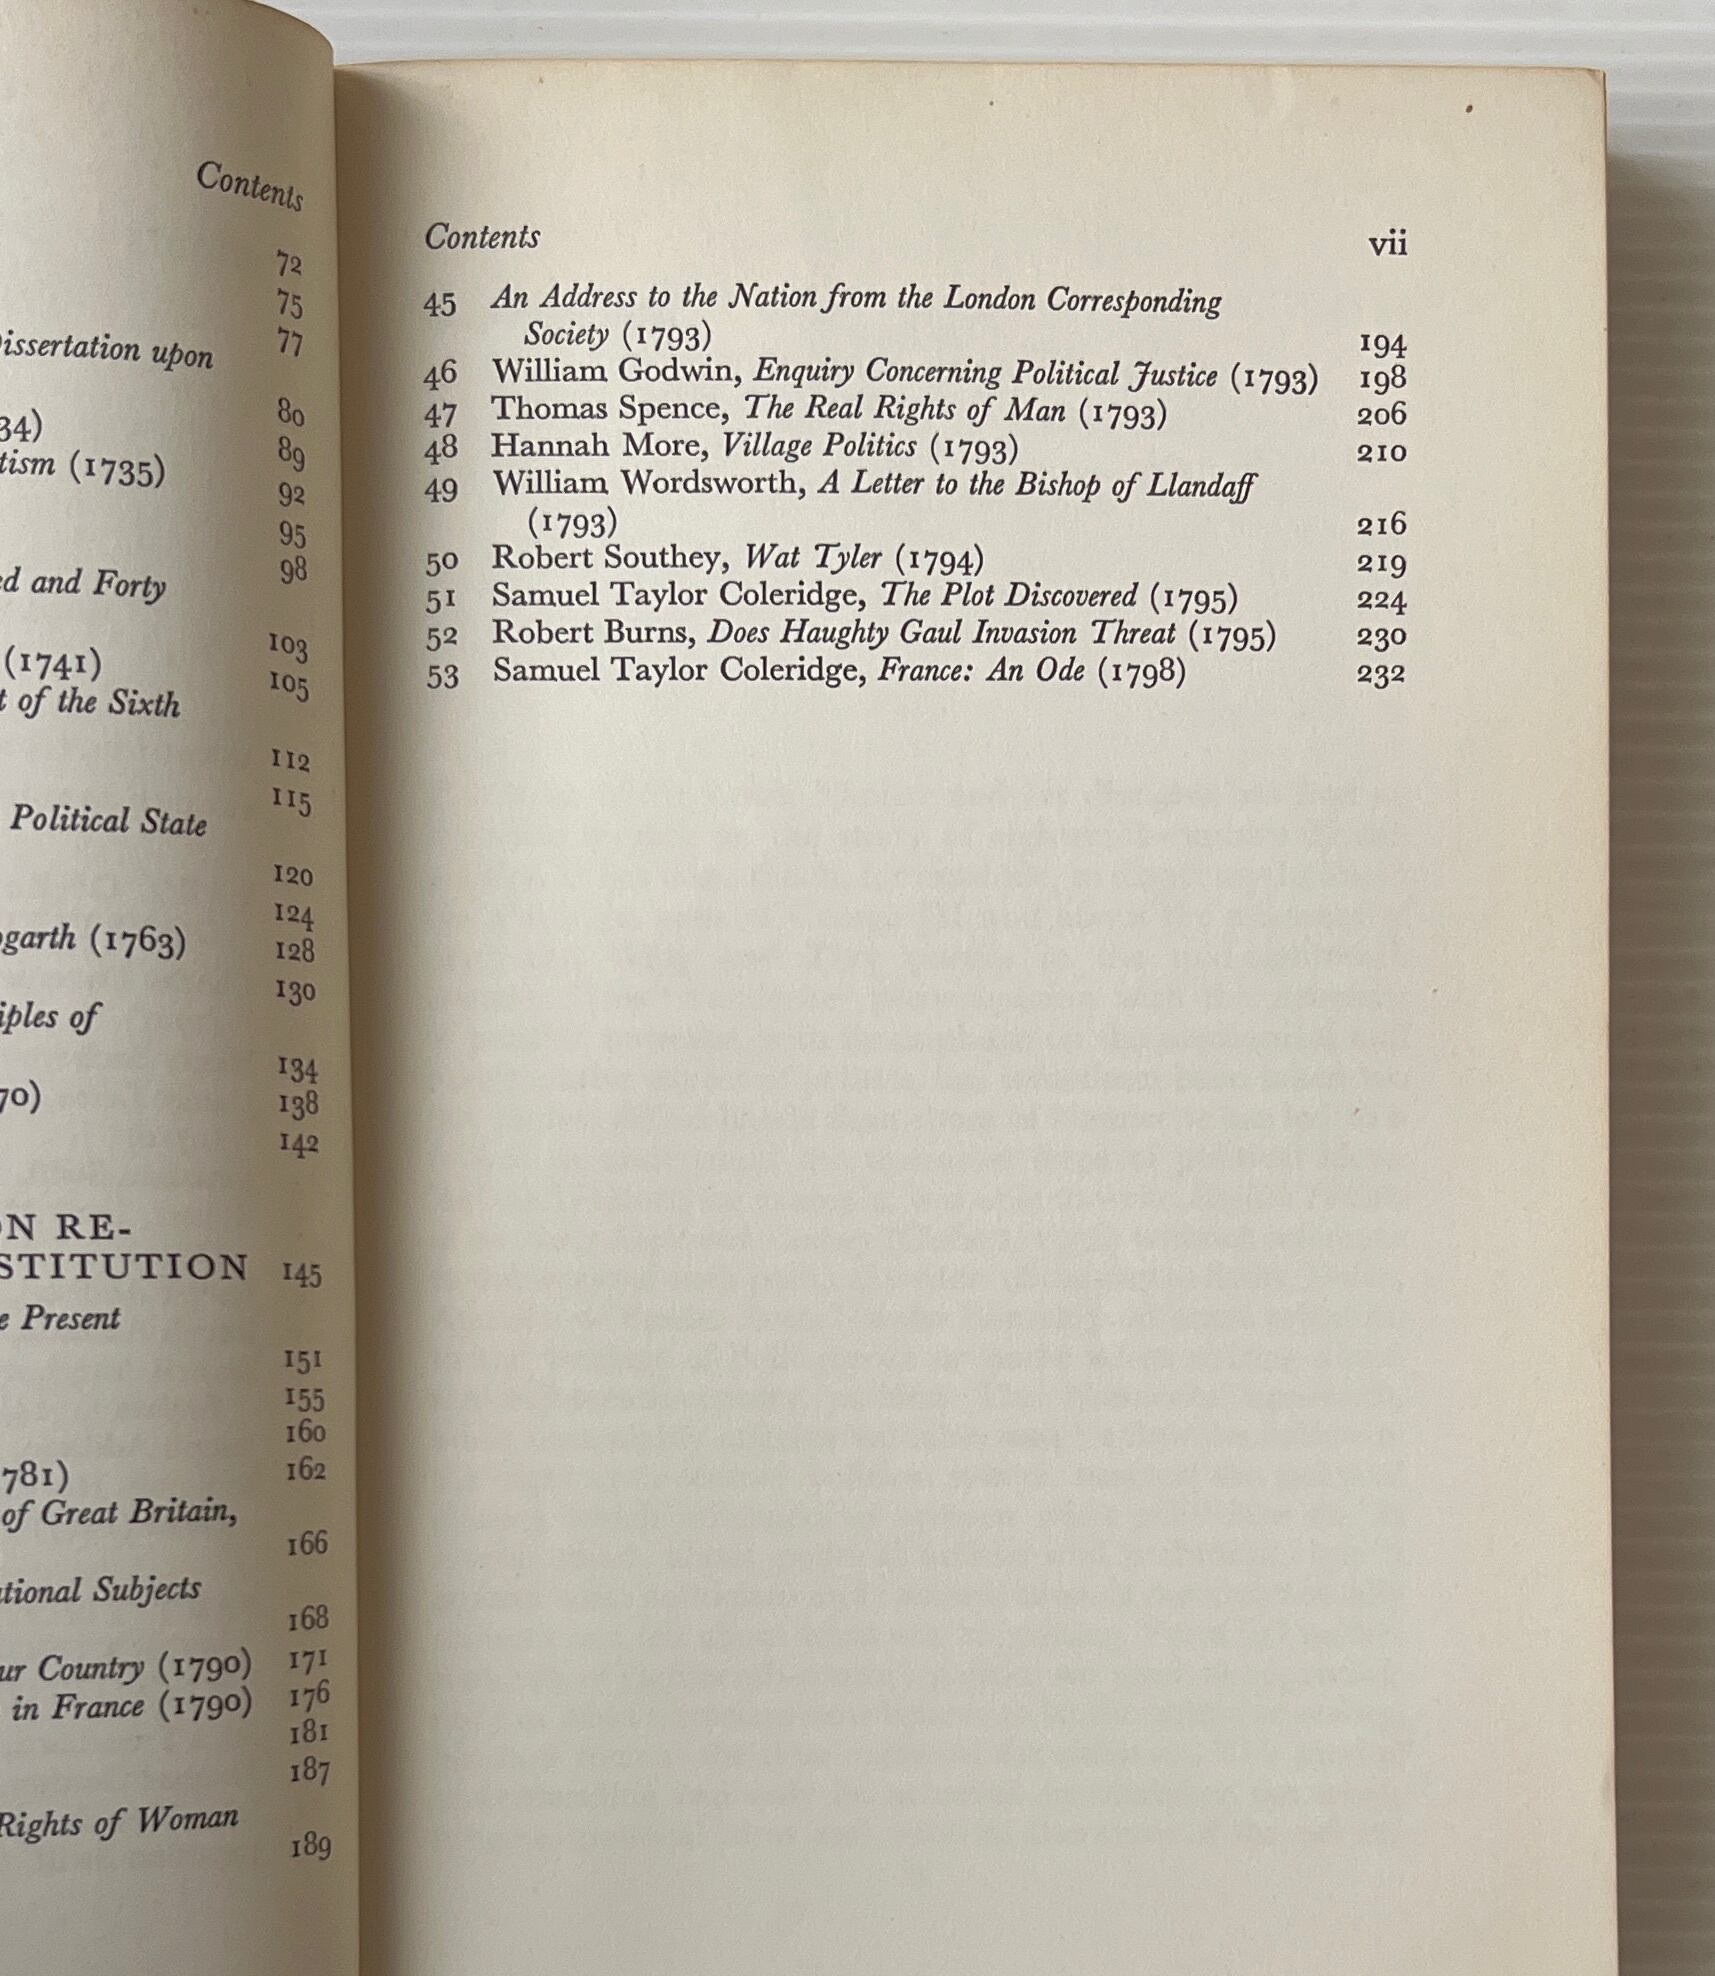 Contents
72
75
77
issertation upon
80
34)
89
tism (1735)
92
95
98
ed and Forty
103
(1741)
105
t of the Sixth
112
115
Political State
120
124
ogarth (1763)
128
130
iples of
134
70)
138
142
ON RE-
STITUTION 145
e Present
151
155
160
781) 162
of Great Britain,
166
ational Subjects
168
ur Country (1790) 171
in France (1790) 176
181
187
Rights of Woman
189
Contents vii
45 An Address to the Nation from the London Corresponding
Society (1793) 194
46 William Godwin, Enquiry Concerning Political Justice (1793) 198
47 Thomas Spence, The Real Rights of Man (1793) 206
48 Hannah More, Village Politics (1793) 210
49 William Wordsworth, A Letter to the Bishop of Llandaff
(1793) 216
50 Robert Southey, Wat Tyler (1794) 219
51 Samuel Taylor Coleridge, The Plot Discovered (1795) 224
52 Robert Burns, Does Haughty Gaul Invasion Threat (1795) 230
53 Samuel Taylor Coleridge, France: An Ode (1798) 232